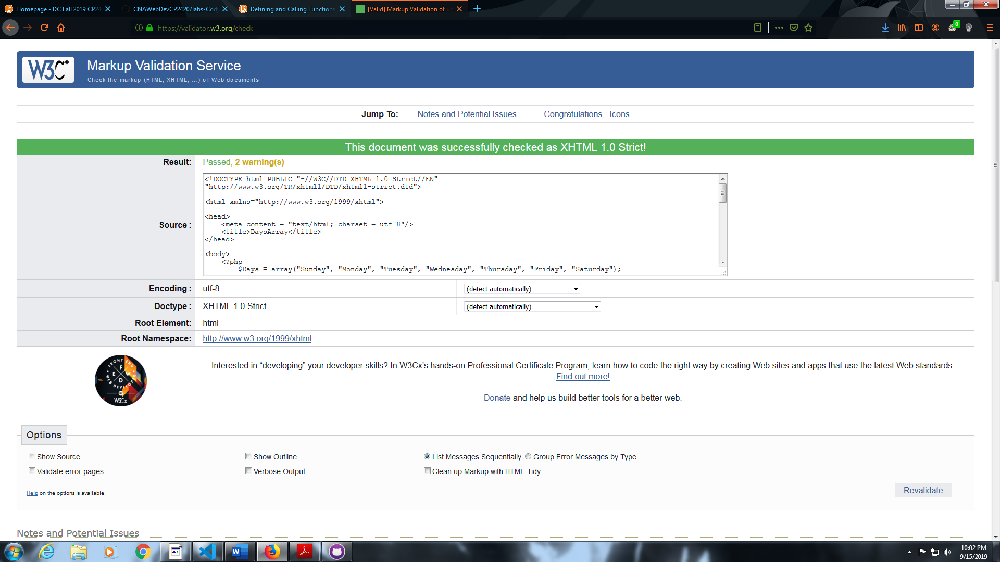 Homepage - DC Fall 2019 CP24
CNAWebDevCP2420/labs-Cod
Defining and Calling Functions
[Valid] Markup Validation of up
https://validator.w3.org/check
0
W3C®
Markup Validation Service
Check the markup (HTML, XHTML, …) of Web documents
Jump To: Notes and Potential Issues Congratulations · Icons
This document was successfully checked as XHTML 1.0 Strict!
Result: Passed, 2 warning(s)
Source :
<!DOCTYPE html PUBLIC "-//W3C//DTD XHTML 1.0 Strict//EN"
"http://www.w3.org/TR/xhtml1/DTD/xhtml1-strict.dtd">
<html xmlns="http://www.w3.org/1999/xhtml">
<head>
<meta content = "text/html; charset = utf-8"/>
<title>DaysArray</title>
</head>
<body>
<?php
$Days = array("Sunday", "Monday", "Tuesday", "Wednesday", "Thursday", "Friday", "Saturday");
Encoding : utf-8 (detect automatically)
Doctype : XHTML 1.0 Strict (detect automatically)
Root Element: html
Root Namespace: http://www.w3.org/1999/xhtml
FRONT END
F
E W
D
WEB DEVELOPER
BY
W3Cx
Interested in “developing” your developer skills? In W3Cx’s hands-on Professional Certificate Program, learn how to code the right way by creating Web sites and apps that use the latest Web standards.
Find out more!
Donate and help us build better tools for a better web.
Options
Show Source Show Outline List Messages Sequentially Group Error Messages by Type
Validate error pages Verbose Output Clean up Markup with HTML-Tidy
Help on the options is available.
Revalidate
Notes and Potential Issues
10:02 PM
9/15/2019